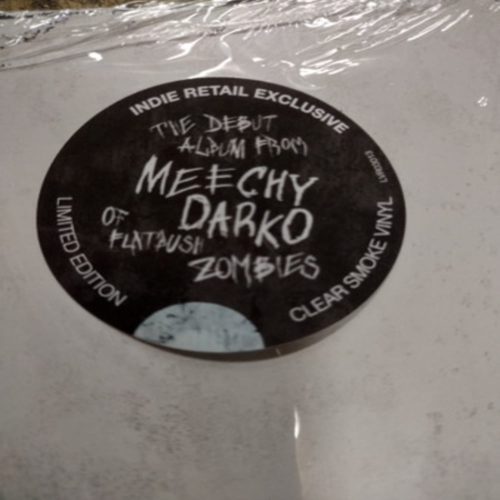 INDIE RETAIL EXCLUSIVE
THE DEBUT
ALBUM FROM
MEECHY
DARKO
OF
FLATBUSH
ZOMBIES
LIMITED EDITION
CLEAR SMOKE VINYL